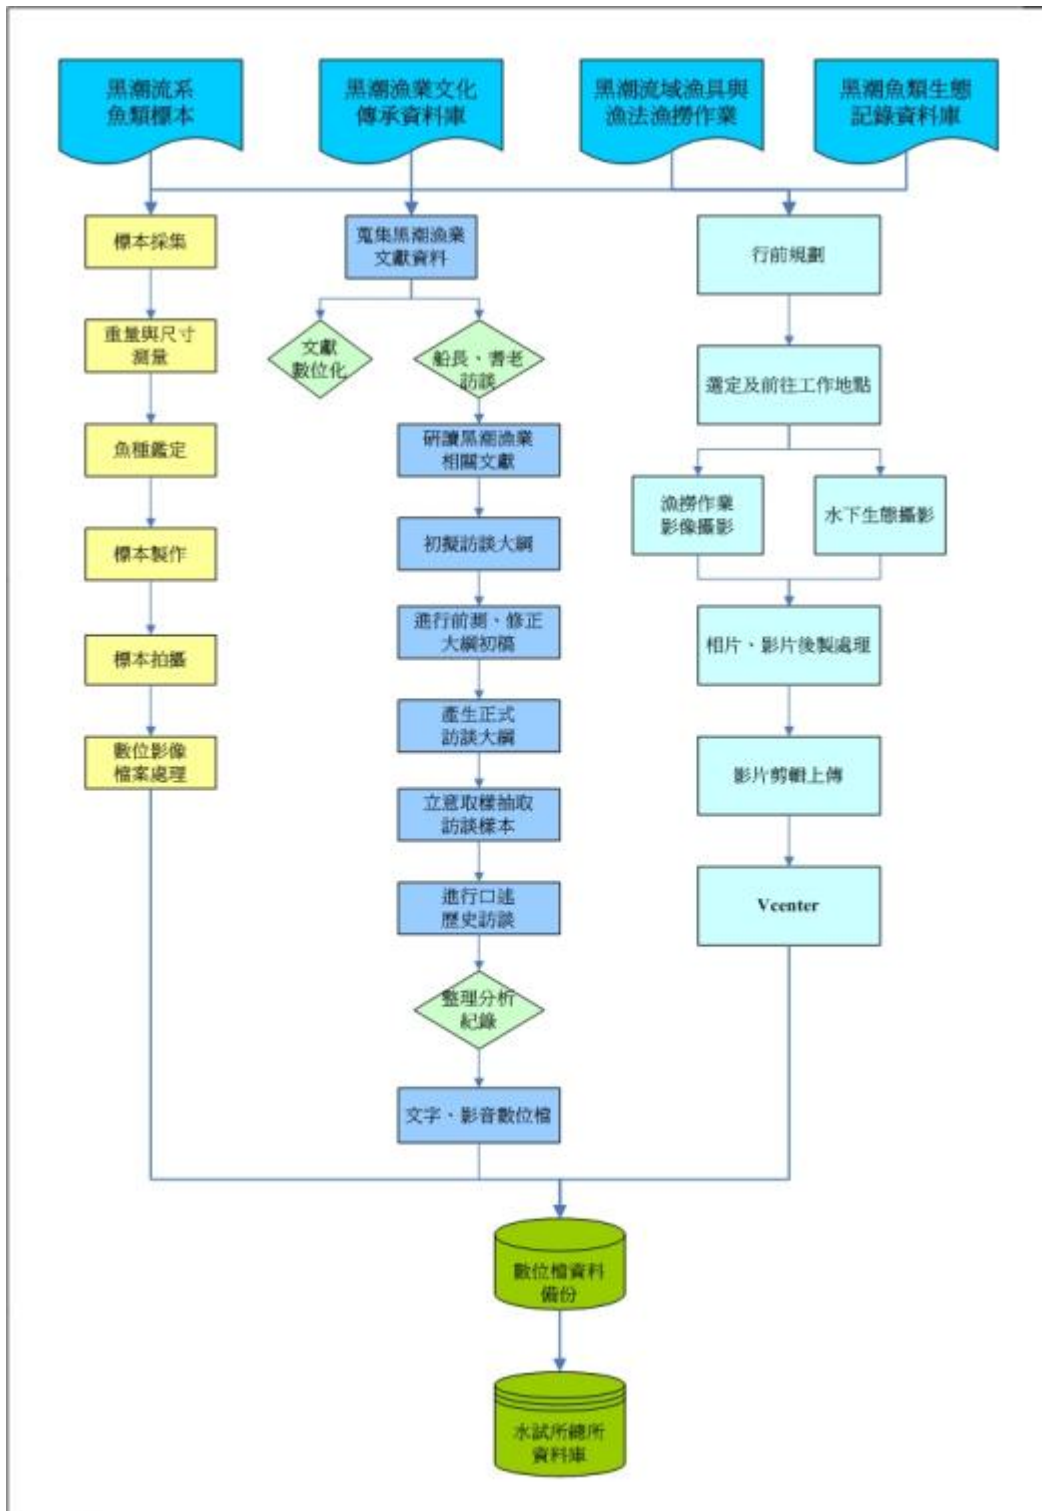 黑潮流系
魚類標本
黑潮漁業文化
傳承資料庫
黑潮流域漁具與
漁法漁撈作業
黑潮魚類生態
記錄資料庫
標本採集
重量與尺寸
測量
魚種鑑定
標本製作
標本拍攝
數位影像
檔案處理
蒐集黑潮漁業
文獻資料
文獻
數位化
船長、耆老
訪談
研讀黑潮漁業
相關文獻
初擬訪談大綱
進行前測、修正
大綱初稿
產生正式
訪談大綱
立意取樣抽取
訪談樣本
進行口述
歷史訪談
整理分析
紀錄
文字、影音數位檔
行前規劃
選定及前往工作地點
漁撈作業
影像攝影
水下生態攝影
相片、影片後製處理
影片剪輯上傳
Vcenter
數位檔資料
備份
水試所總所
資料庫